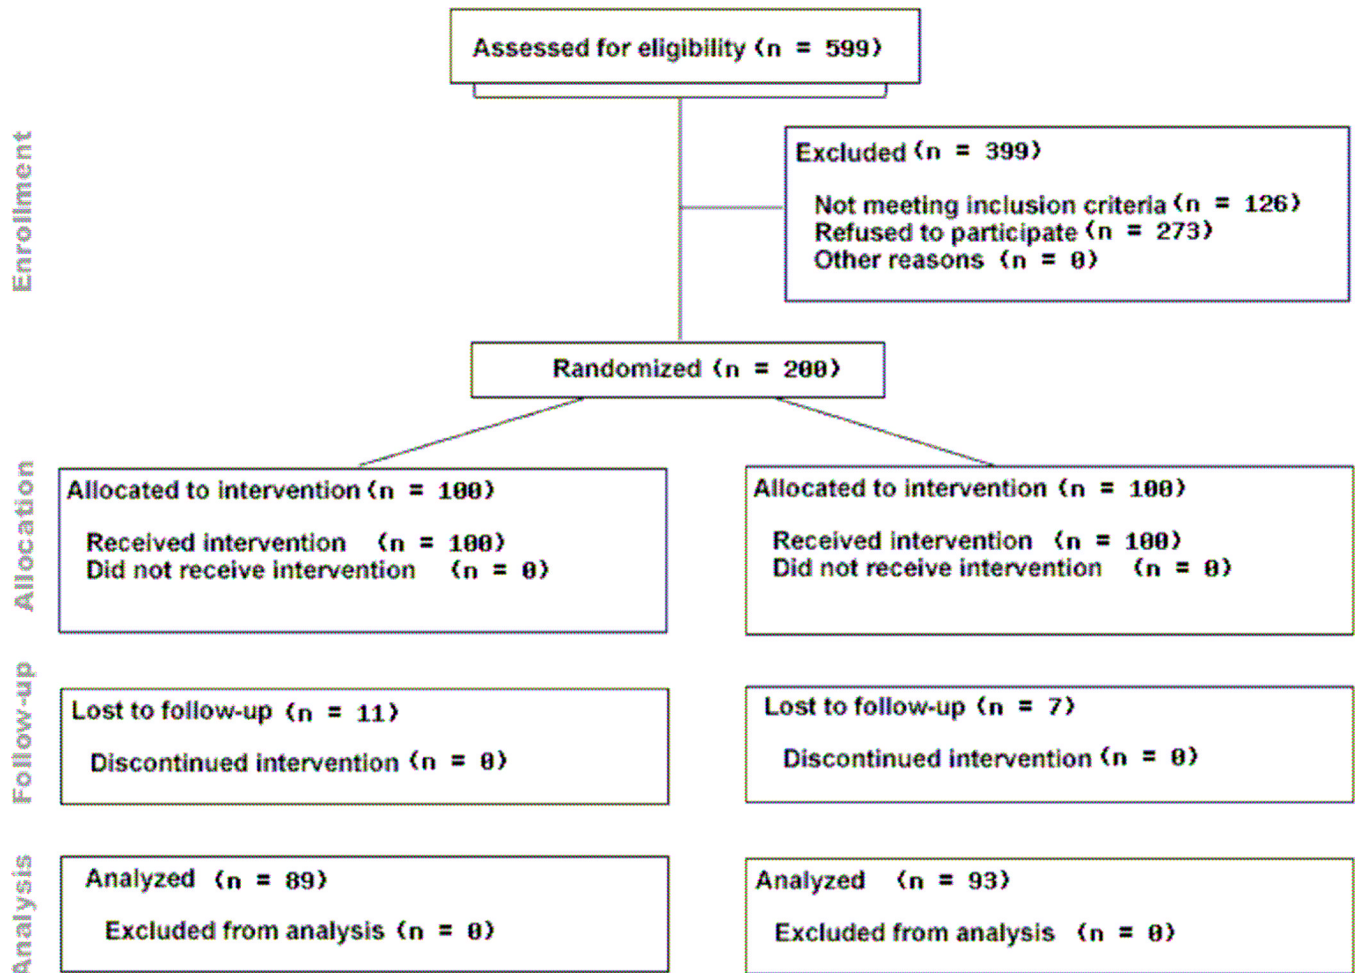 Assessed for eligibility (n = 599)
Enrollment
Excluded (n = 399)
Not meeting inclusion criteria (n = 126)
Refused to participate (n = 273)
Other reasons (n = 0)
Randomized (n = 200)
Allocation
Allocated to intervention (n = 100)
Received intervention (n = 100)
Did not receive intervention (n = 0)
Allocated to intervention (n = 100)
Received intervention (n = 100)
Did not receive intervention (n = 0)
Follow-up
Lost to follow-up (n = 11)
Discontinued intervention (n = 0)
Lost to follow-up (n = 7)
Discontinued intervention (n = 0)
Analysis
Analyzed (n = 89)
Excluded from analysis (n = 0)
Analyzed (n = 93)
Excluded from analysis (n = 0)